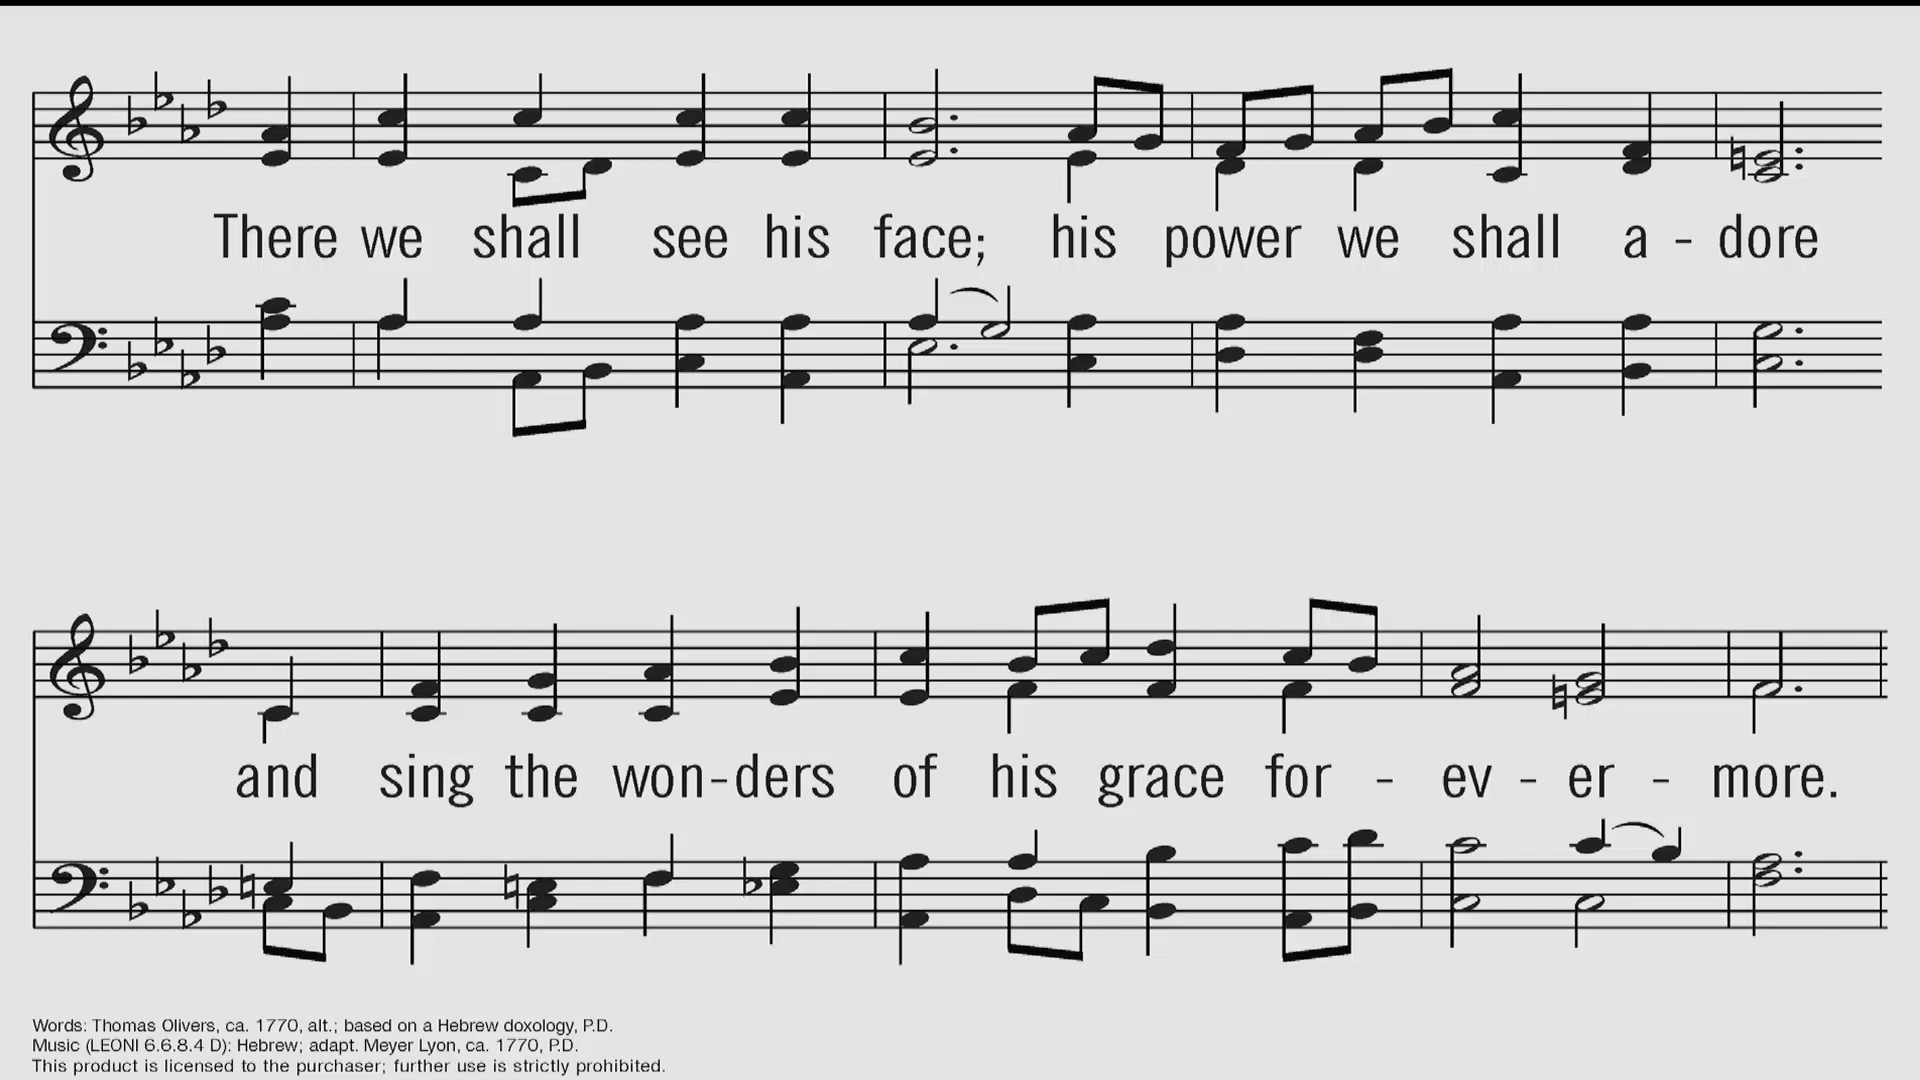 There we shall see his face; his power we shall a - dore
and sing the won-ders of his grace for - ev - er - more.
Words: Thomas Olivers, ca. 1770, alt.; based on a Hebrew doxology, P.D.
Music (LEONI 6.6.8.4 D): Hebrew; adapt. Meyer Lyon, ca. 1770, P.D.
This product is licensed to the purchaser; further use is strictly prohibited.